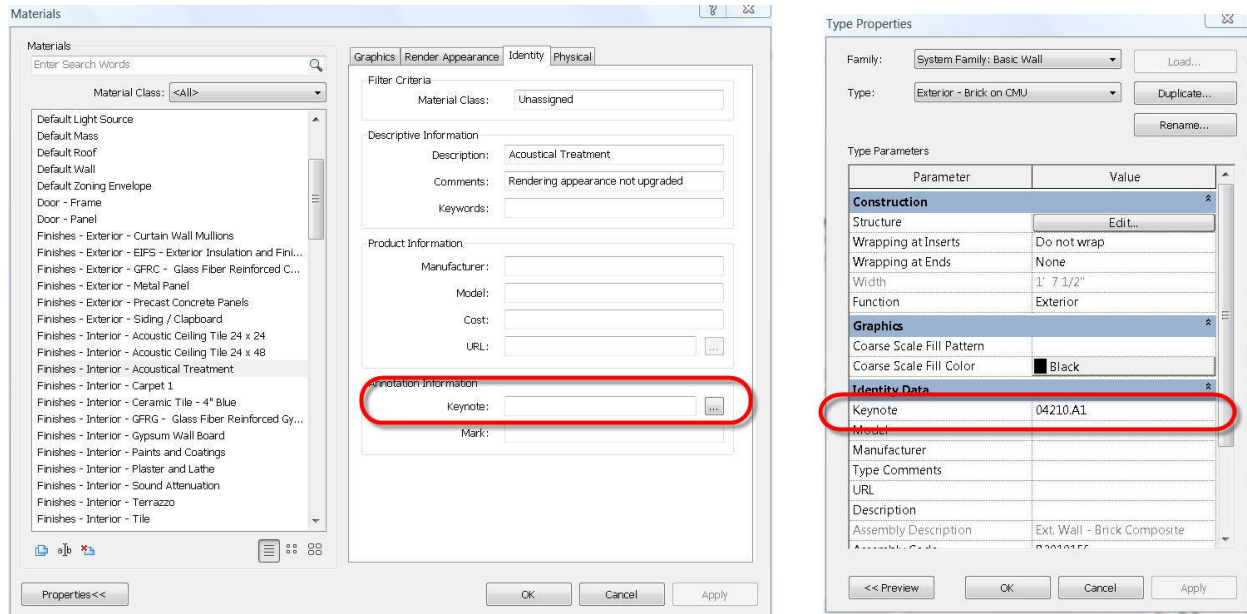 Materials
Materials
Enter Search Words
Material Class: <All>
Default Light Source
Default Mass
Default Roof
Default Wall
Default Zoning Envelope
Door - Frame
Door - Panel
Finishes - Exterior - Curtain Wall Mullions
Finishes - Exterior - EIFS - Exterior Insulation and Fini...
Finishes - Exterior - GFRC - Glass Fiber Reinforced C...
Finishes - Exterior - Metal Panel
Finishes - Exterior - Precast Concrete Panels
Finishes - Exterior - Siding / Clapboard
Finishes - Interior - Acoustic Ceiling Tile 24 x 24
Finishes - Interior - Acoustic Ceiling Tile 24 x 48
Finishes - Interior - Acoustical Treatment
Finishes - Interior - Carpet 1
Finishes - Interior - Ceramic Tile - 4" Blue
Finishes - Interior - GFRG - Glass Fiber Reinforced Gy...
Finishes - Interior - Gypsum Wall Board
Finishes - Interior - Paints and Coatings
Finishes - Interior - Plaster and Lathe
Finishes - Interior - Sound Attenuation
Finishes - Interior - Terrazzo
Finishes - Interior - Tile
Properties<<
Graphics Render Appearance Identity Physical
Filter Criteria
Material Class: Unassigned
Descriptive Information
Description: Acoustical Treatment
Comments: Rendering appearance not upgraded
Keywords:
Product Information
Manufacturer:
Model:
Cost:
URL: ...
Annotation Information
Keynote: ...
Mark:
OK Cancel Apply
Type Properties
Family: System Family: Basic Wall Load...
Type: Exterior - Brick on CMU Duplicate...
Rename...
Type Parameters
Parameter Value
Construction
Structure Edit...
Wrapping at Inserts Do not wrap
Wrapping at Ends None
Width 1' 7 1/2"
Function Exterior
Graphics
Coarse Scale Fill Pattern
Coarse Scale Fill Color Black
Identity Data
Keynote 04210.A1
Model
Manufacturer
Type Comments
URL
Description
Assembly Description Ext. Wall - Brick Composite
<< Preview OK Cancel Apply